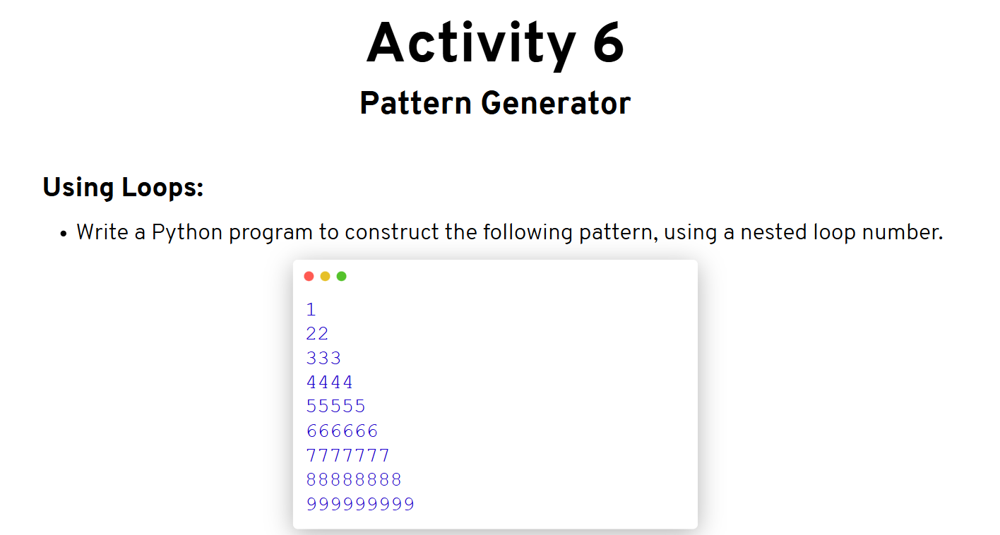 Activity 6
Pattern Generator
Using Loops:
• Write a Python program to construct the following pattern, using a nested loop number.
1
22
333
4444
55555
666666
7777777
88888888
999999999